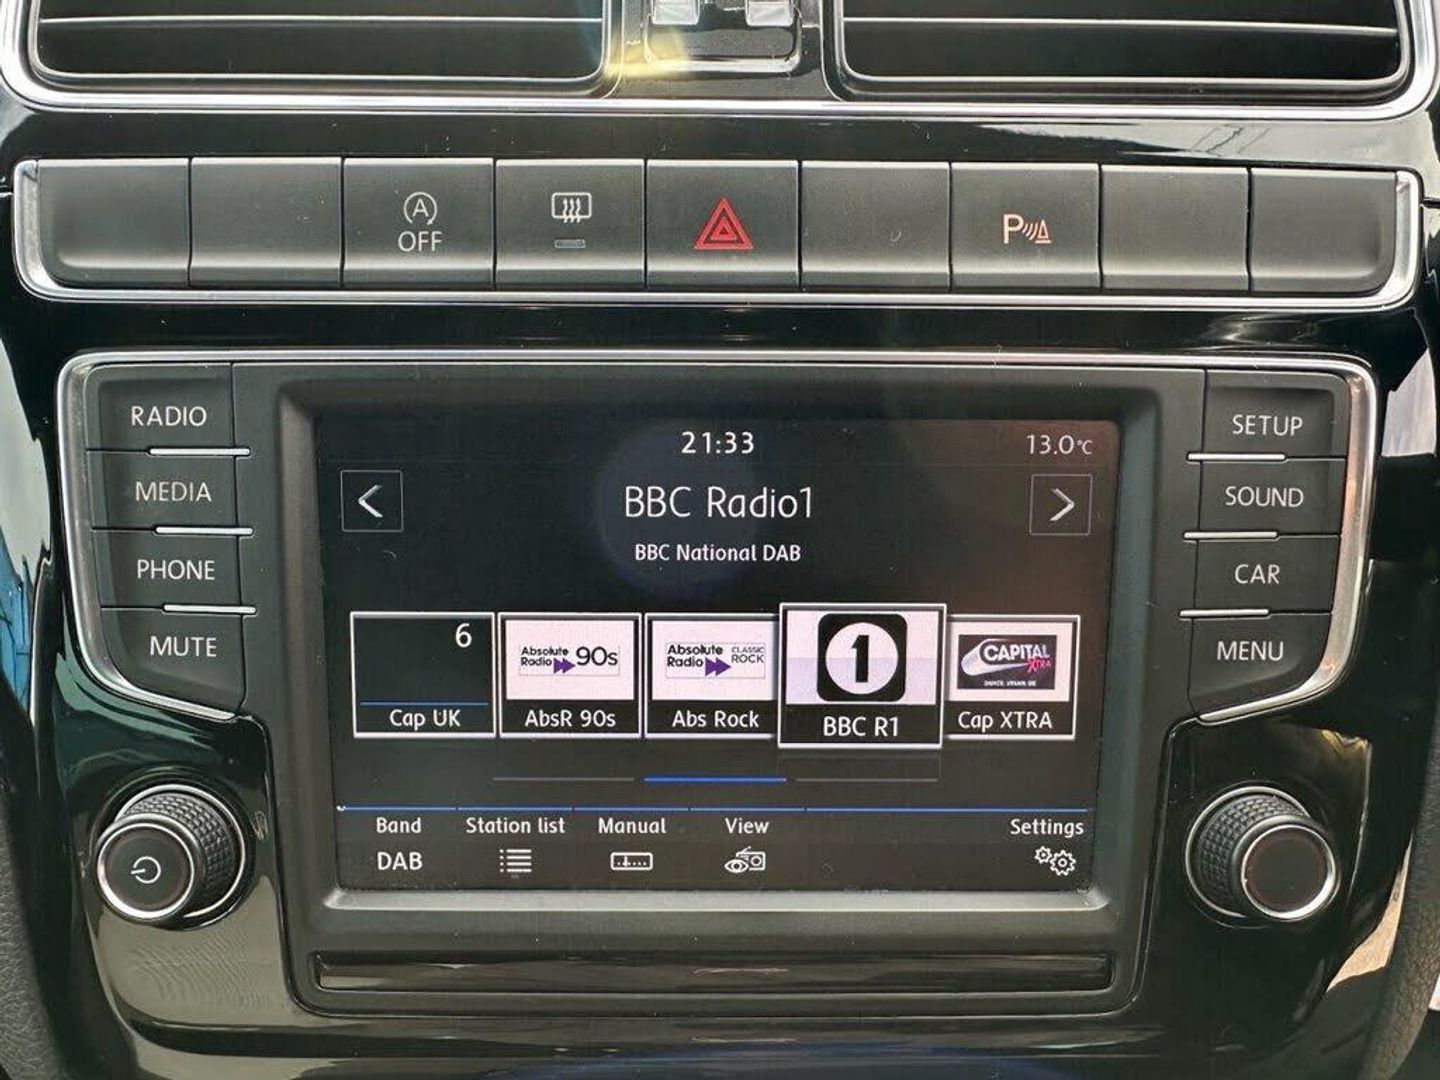 A
OFF
P
RADIO
MEDIA
PHONE
MUTE
21:33
13.0°C
BBC Radio1
BBC National DAB
6
Cap UK
Absolute Radio 90s
AbsR 90s
Absolute Radio CLASSIC ROCK
Abs Rock
1
BBC R1
CAPITAL
XTRA
Cap XTRA
Band
DAB
Station list
Manual
View
Settings
SETUP
SOUND
CAR
MENU